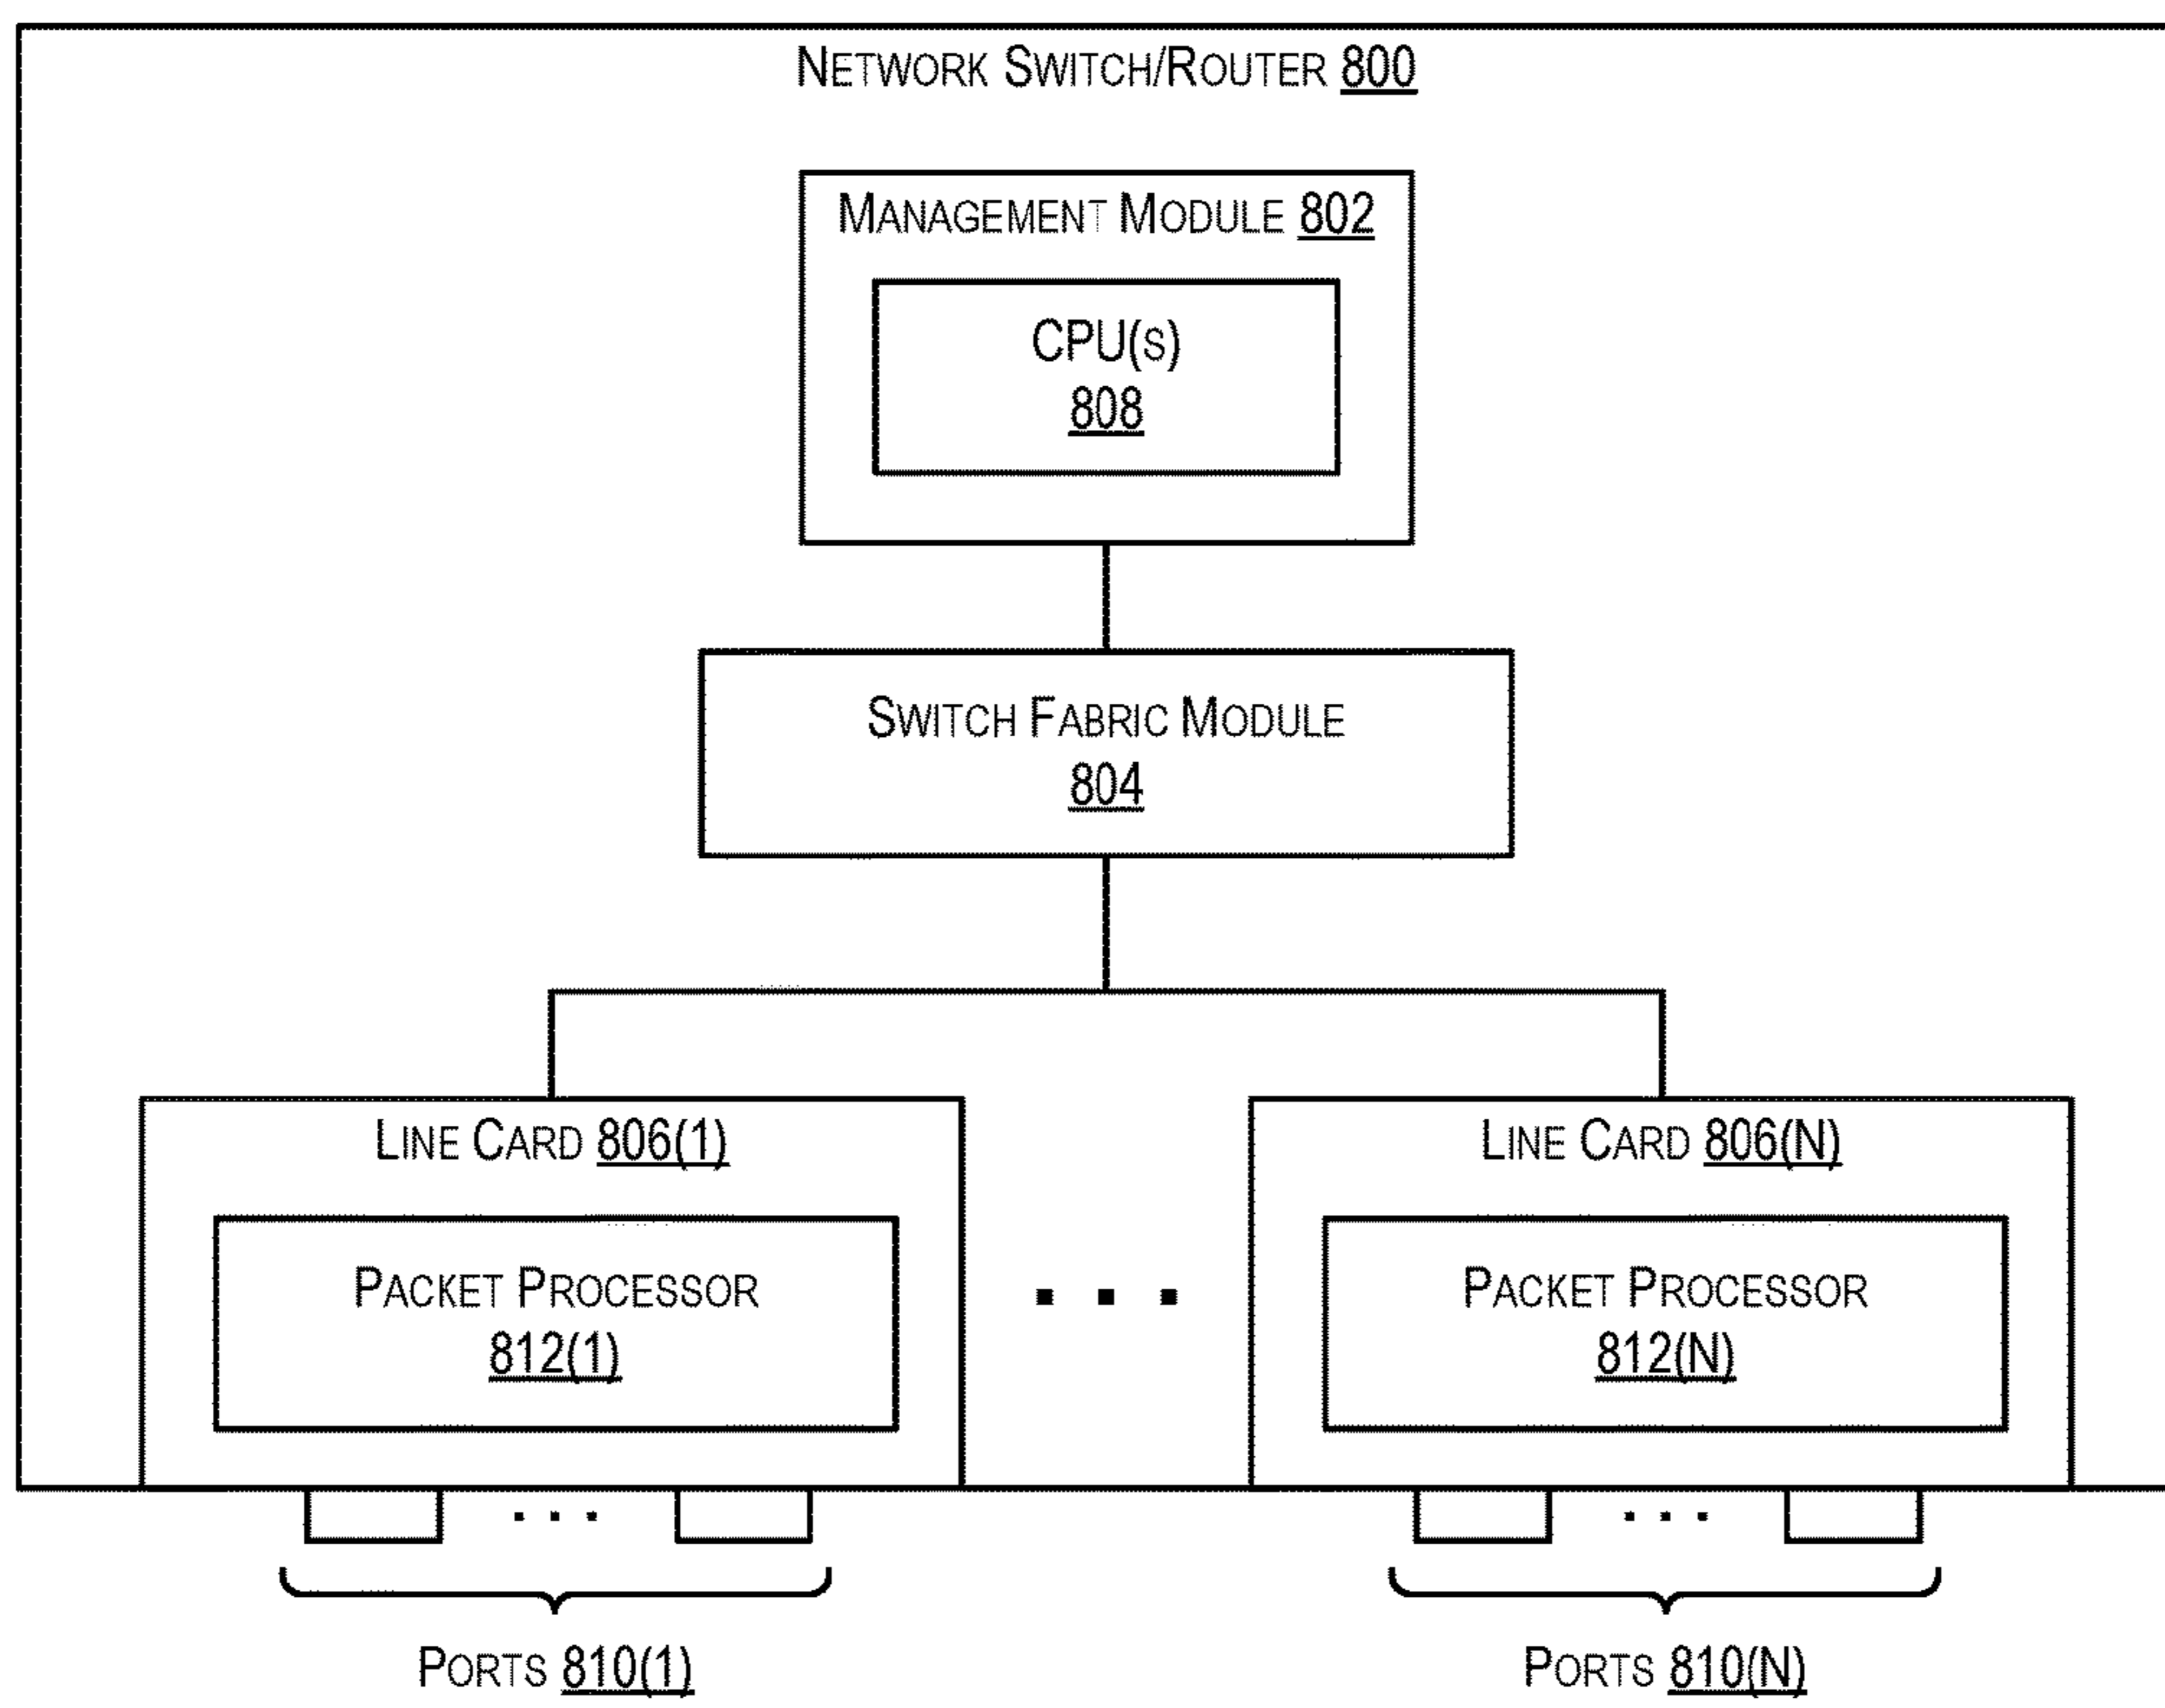 NETWORK SWITCH/ROUTER 800
MANAGEMENT MODULE 802
CPU(S)
808
SWITCH FABRIC MODULE
804
LINE CARD 806(1)
LINE CARD 806(N)
PACKET PROCESSOR
812(1)
. . .
PACKET PROCESSOR
812(N)
. . .
. . .
PORTS 810(1)
PORTS 810(N)